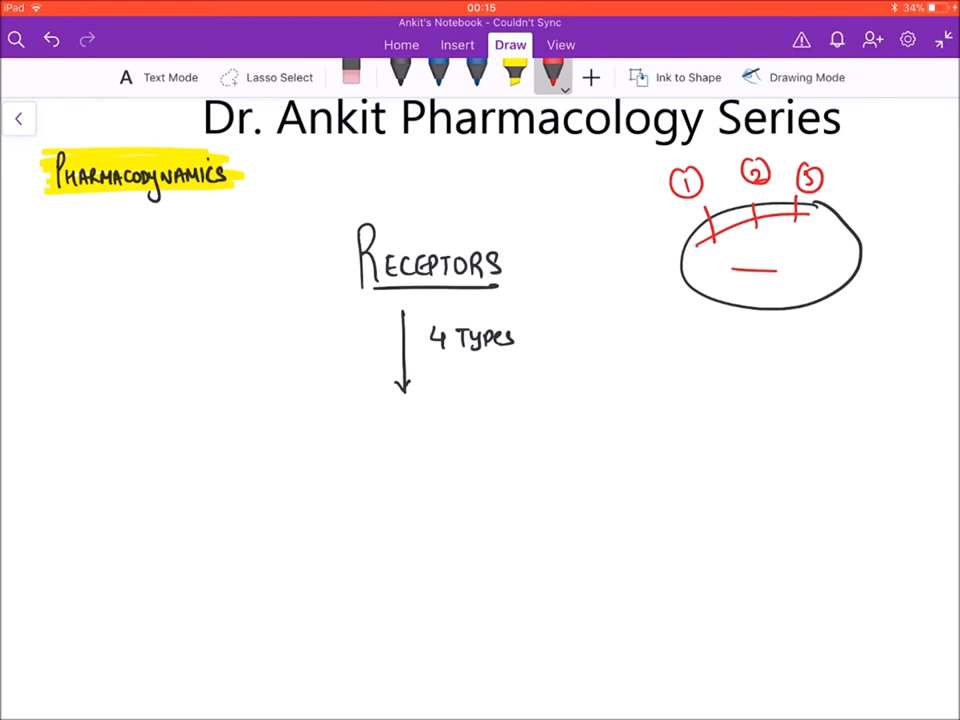 iPad 00:15 34%
Ankit's Notebook - Couldn't Sync
Home Insert Draw View
A Text Mode Lasso Select Ink to Shape Drawing Mode
Dr. Ankit Pharmacology Series
PHARMACODYNAMICS
1 2 3
RECEPTORS
4 Types